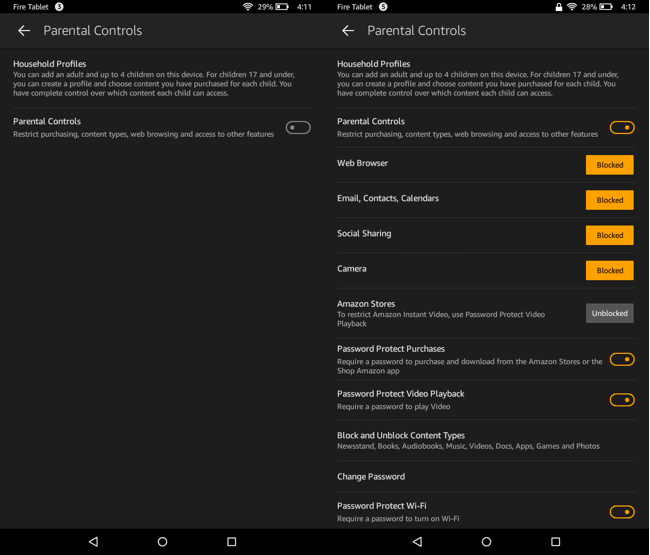 Fire Tablet 3 29% 4:11
Parental Controls
Household Profiles
You can add an adult and up to 4 children on this device. For children 17 and under,
you can create a profile and choose content you have purchased for each child. You
have complete control over which content each child can access.
Parental Controls
Restrict purchasing, content types, web browsing and access to other features
Fire Tablet 5 28% 4:12
Parental Controls
Household Profiles
You can add an adult and up to 4 children on this device. For children 17 and under,
you can create a profile and choose content you have purchased for each child. You
have complete control over which content each child can access.
Parental Controls
Restrict purchasing, content types, web browsing and access to other features
Web Browser Blocked
Email, Contacts, Calendars Blocked
Social Sharing Blocked
Camera Blocked
Amazon Stores
To restrict Amazon Instant Video, use Password Protect Video
Playback
Unblocked
Password Protect Purchases
Require a password to purchase and download from the Amazon Stores or the
Shop Amazon app
Password Protect Video Playback
Require a password to play Video
Block and Unblock Content Types
Newsstand, Books, Audiobooks, Music, Videos, Docs, Apps, Games and Photos
Change Password
Password Protect Wi-Fi
Require a password to turn on Wi-Fi